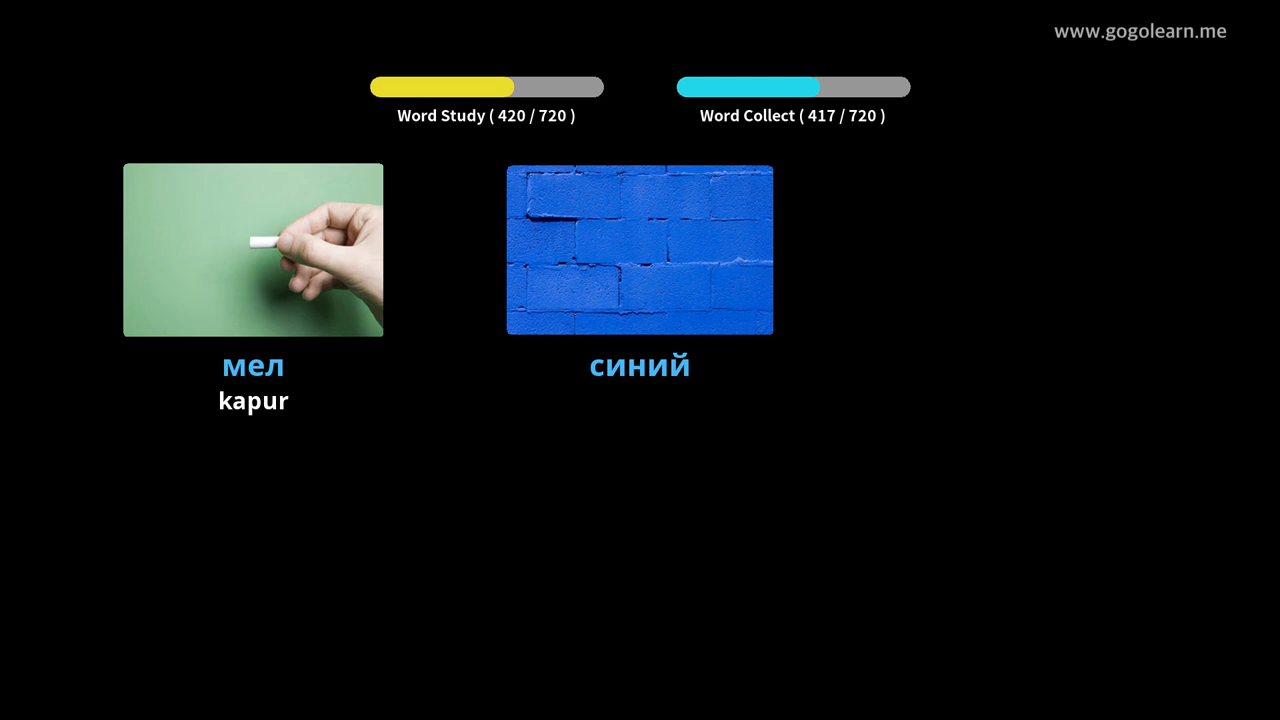 www.gogolearn.me
Word Study ( 420 / 720 )
Word Collect ( 417 / 720 )
мел
синий
kapur